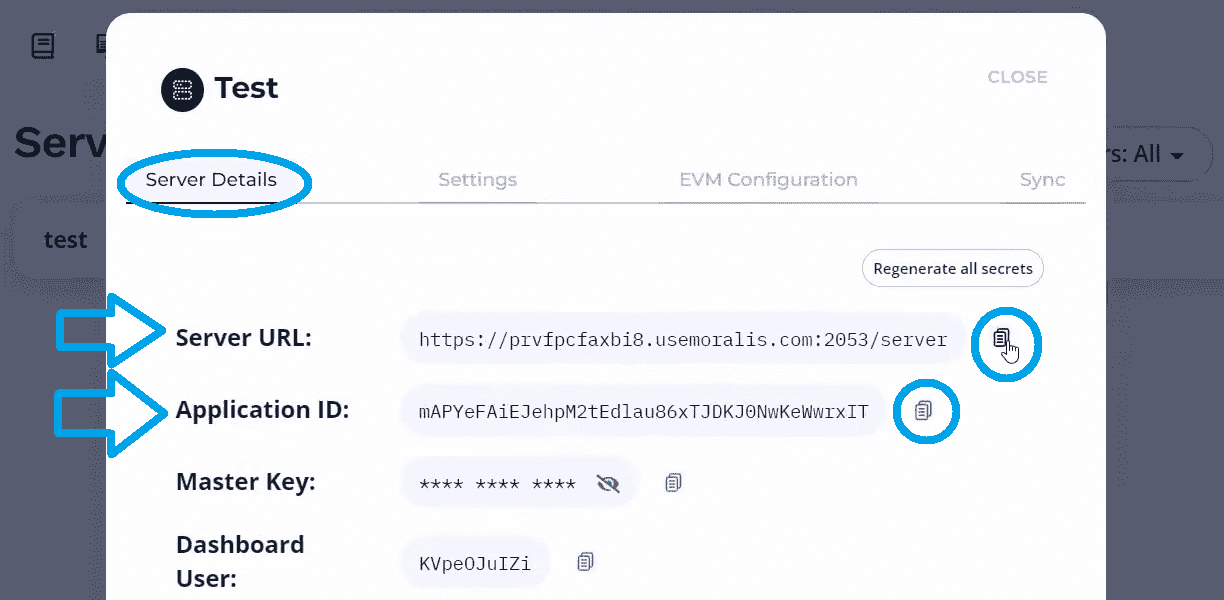 Test
CLOSE
Serv
rs: All
Server Details
Settings
EVM Configuration
Sync
test
Regenerate all secrets
Server URL:
https://prvfpcfaxbi8.usemoralis.com:2053/server
Application ID:
mAPYeFAiEJehpM2tEdlau86xTJDKJ0NwKeWwrxIT
Master Key:
**** **** ****
Dashboard
User:
KVpeOJuIZi